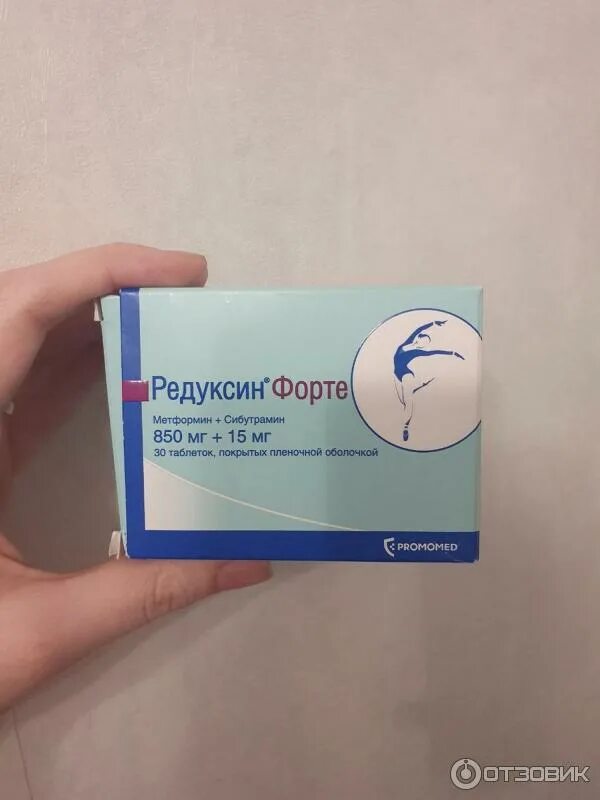 Редуксин® Форте
Метформин + Сибутрамин
850 мг + 15 мг
30 таблеток, покрытых пленочной оболочкой
PROMOMED
ОТЗОВИК